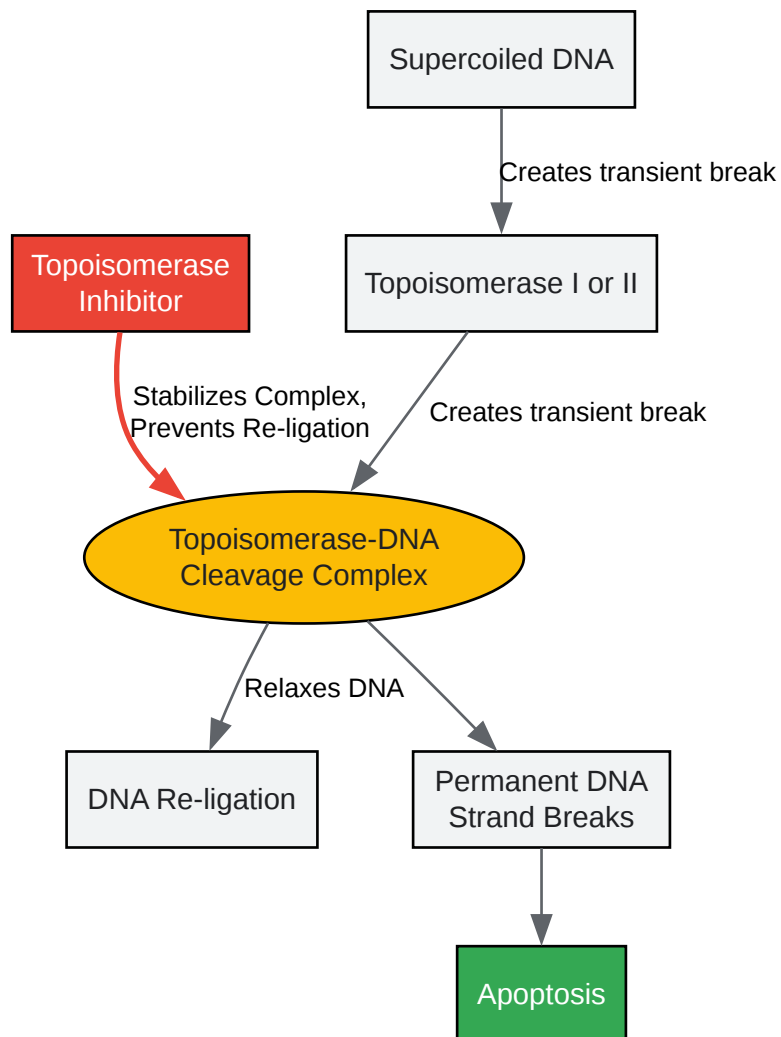 Supercoiled DNA
Creates transient break
Topoisomerase
Inhibitor
Topoisomerase I or II
Stabilizes Complex,
Prevents Re-ligation
Creates transient break
Topoisomerase-DNA
Cleavage Complex
Relaxes DNA
DNA Re-ligation
Permanent DNA
Strand Breaks
Apoptosis